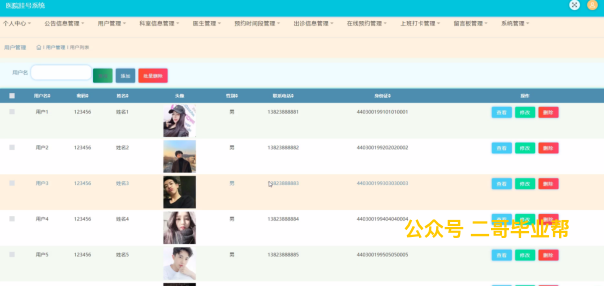 医院挂号系统
个人中心 公告信息管理 用户管理 科室信息管理 医生管理 预约时间段管理 出诊信息管理 在线预约管理 上班打卡管理 留言板管理 系统管理
用户管理 / 用户管理 / 用户列表
用户名 添加 批量删除
用户名 密码 姓名 头像 性别 联系电话 身份证 操作
用户1 123456 姓名1 男 13823888881 440300199101010001 查看 修改 删除
用户2 123456 姓名2 男 13823888882 440300199202020002 查看 修改 删除
用户3 123456 姓名3 男 13823888883 440300199303030003 查看 修改 删除
用户4 123456 姓名4 男 13823888884 440300199404040004 查看 修改 删除
公众号 二哥毕业帮
用户5 123456 姓名5 男 13823888885 440300199505050005 查看 修改 删除